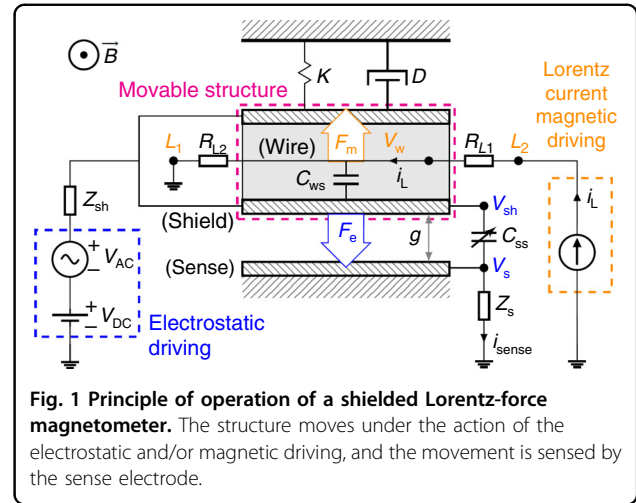 B
K
D
Movable structure
Lorentz
current
magnetic
driving
L1
RL2
(Wire)
Fm
Vw
RL1
L2
Cws
iL
iL
Zsh
(Shield)
Fe
g
Vsh
Css
VAC
(Sense)
Vs
VDC
Electrostatic
driving
Zs
isense
Fig. 1 Principle of operation of a shielded Lorentz-force
magnetometer. The structure moves under the action of the
electrostatic and/or magnetic driving, and the movement is sensed by
the sense electrode.